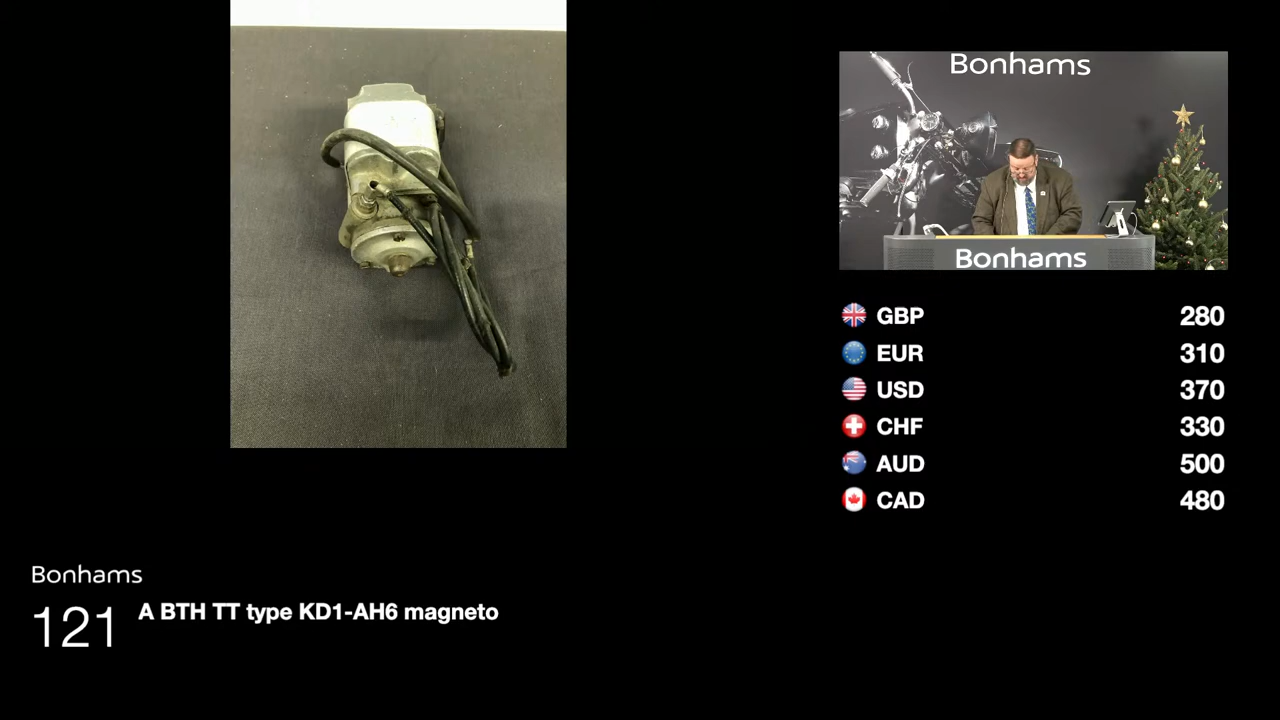 Bonhams
Bonhams
GBP 280
EUR 310
USD 370
CHF 330
AUD 500
CAD 480
Bonhams
121 A BTH TT type KD1-AH6 magneto